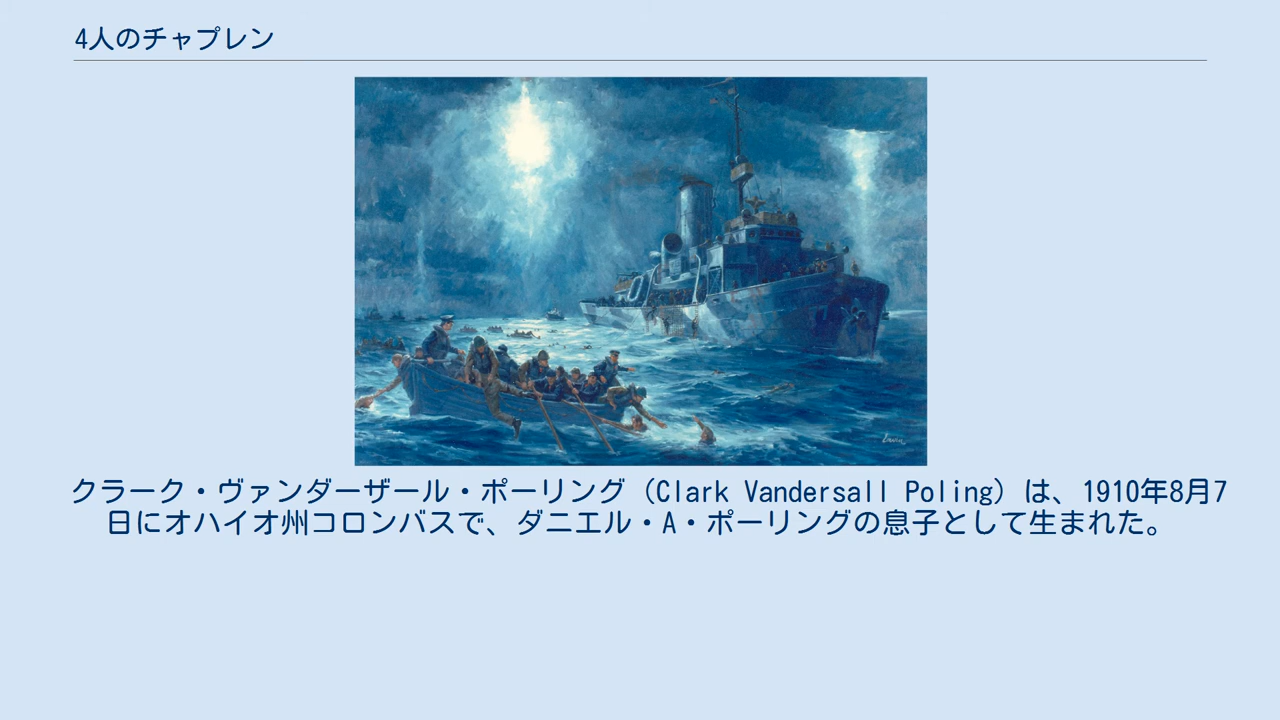 4人のチャプレン
クラーク・ヴァンダーザール・ポーリング（Clark Vandersall Poling）は、1910年8月7
日にオハイオ州コロンバスで、ダニエル・A・ポーリングの息子として生まれた。